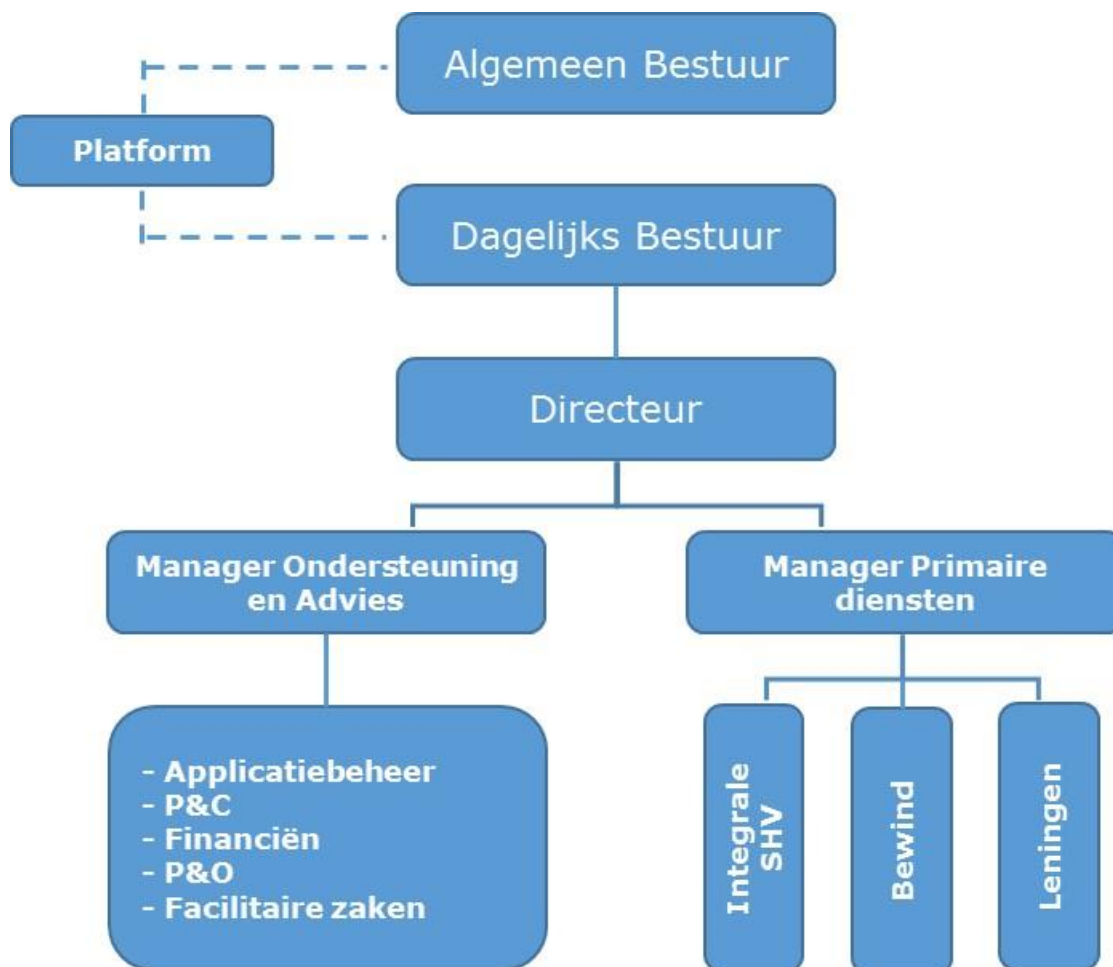 Algemeen Bestuur
Platform
Dagelijks Bestuur
Directeur
Manager Ondersteuning
en Advies
Manager Primaire
diensten
- Applicatiebeheer
- P&C
- Financiën
- P&O
- Facilitaire zaken
Integrale
SHV
Bewind
Leningen